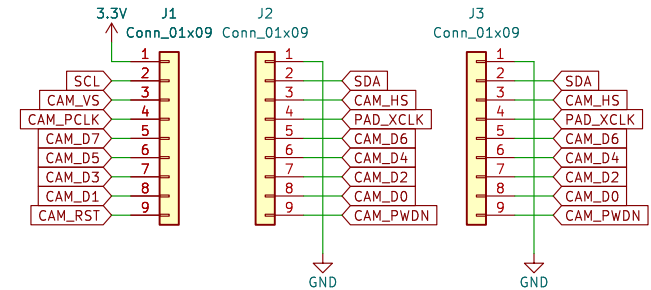 3.3V
J1
Conn_01x09
1
SCL 2
CAM_VS 3
CAM_PCLK 4
CAM_D7 5
CAM_D5 6
CAM_D3 7
CAM_D1 8
CAM_RST 9
J2
Conn_01x09
1
2 SDA
3 CAM_HS
4 PAD_XCLK
5 CAM_D6
6 CAM_D4
7 CAM_D2
8 CAM_D0
9 CAM_PWDN
GND
J3
Conn_01x09
1
2 SDA
3 CAM_HS
4 PAD_XCLK
5 CAM_D6
6 CAM_D4
7 CAM_D2
8 CAM_D0
9 CAM_PWDN
GND